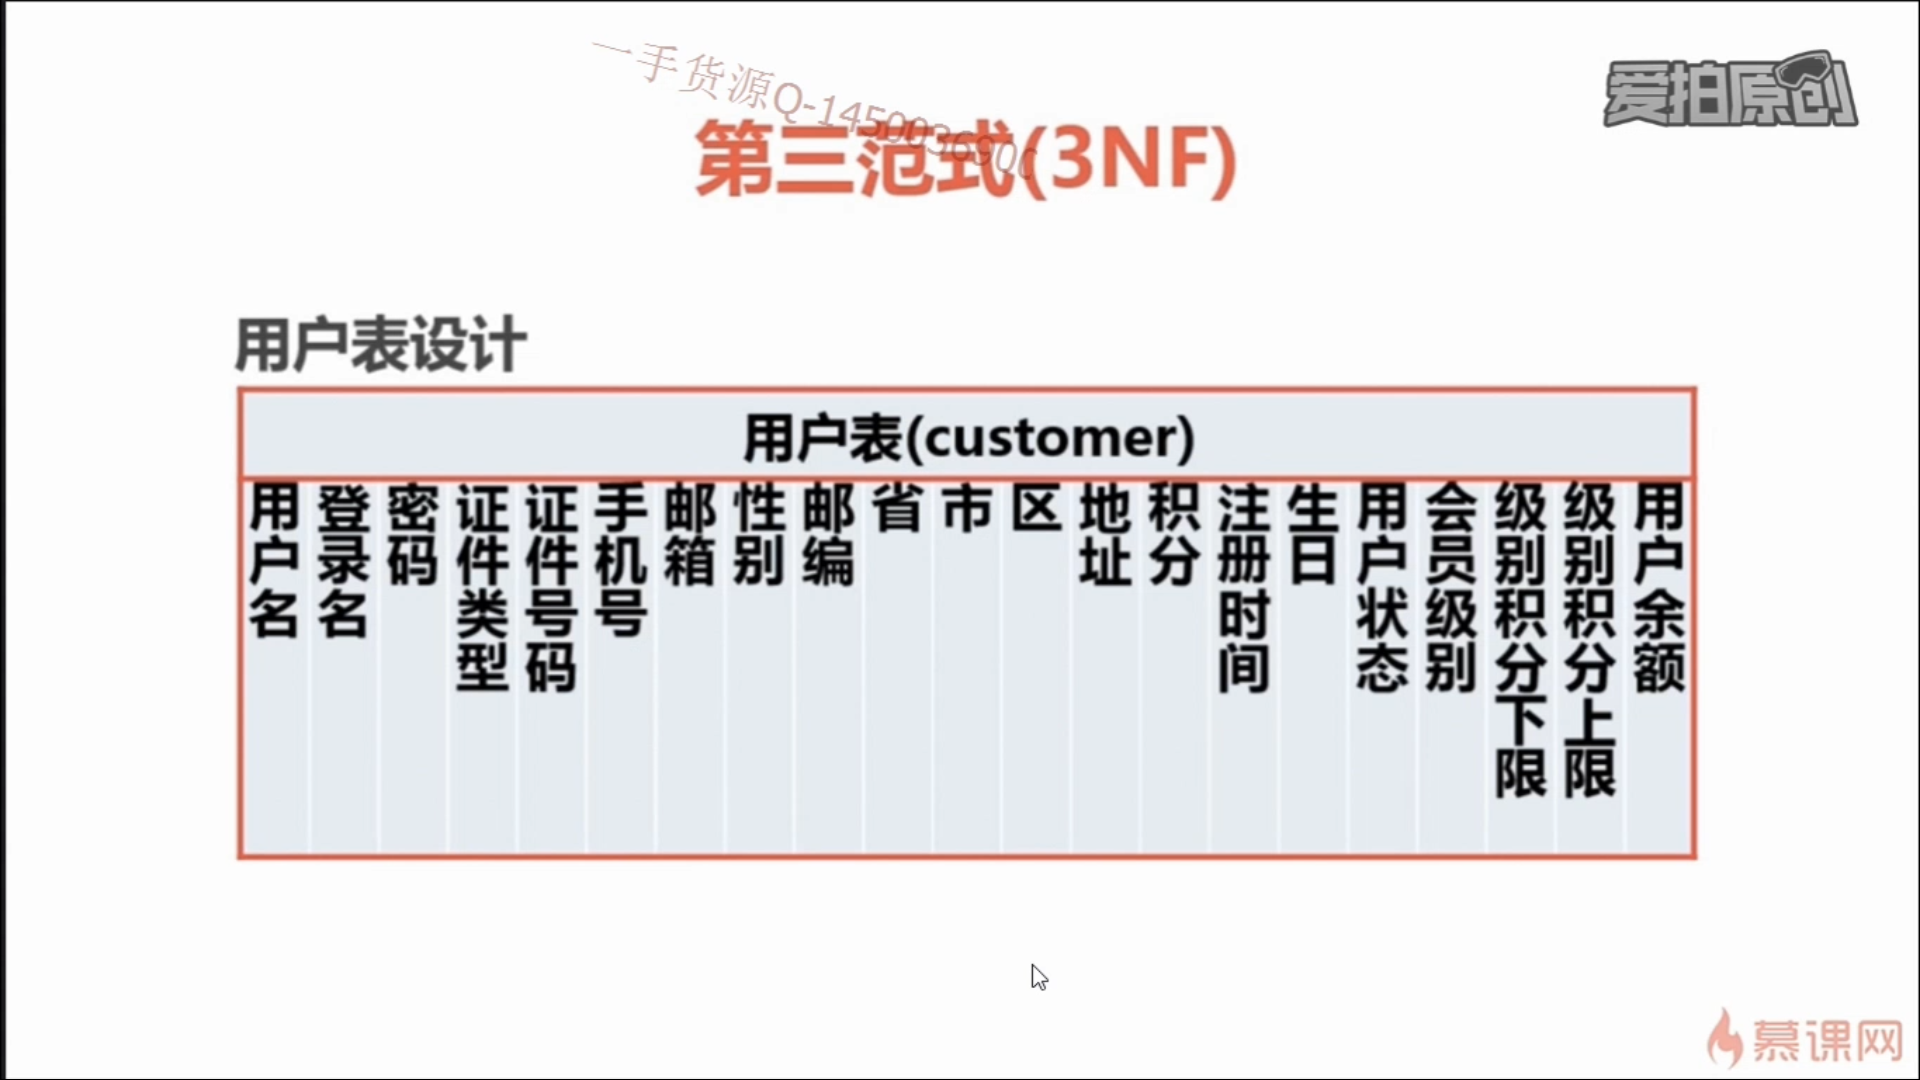 一手货源Q-1450036900
爱拍原创
第三范式(3NF)
用户表设计
用户表(customer)
用户名 登录名 密码 证件类型 证件号码 手机号 邮箱 性别 邮编 省 市 区 地址 积分 注册时间 生日 用户状态 会员级别 级别积分下限 级别积分上限 用户余额
慕课网